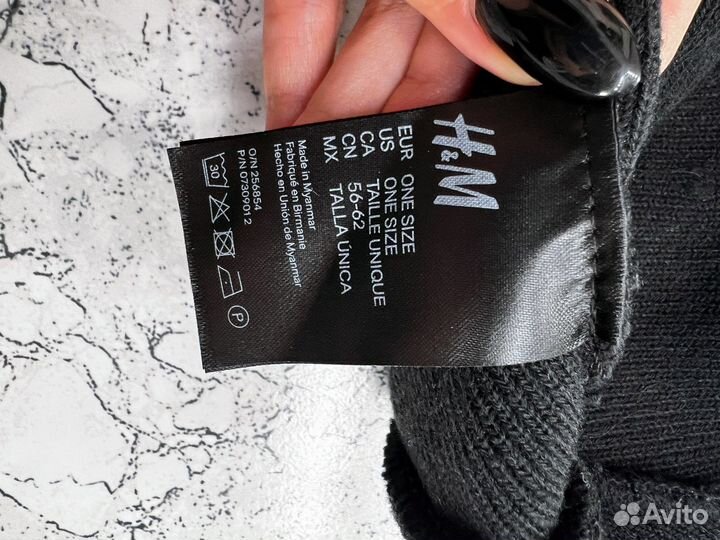 H&M
EUR ONE SIZE
US ONE SIZE
CA TAILLE UNIQUE
CN 56-62
MX TALLA ÚNICA
Made in Myanmar
Fabriqué en Birmanie
Hecho en Unión de Myanmar
O/N 256854
P/N 0730901 2
30 P
Avito